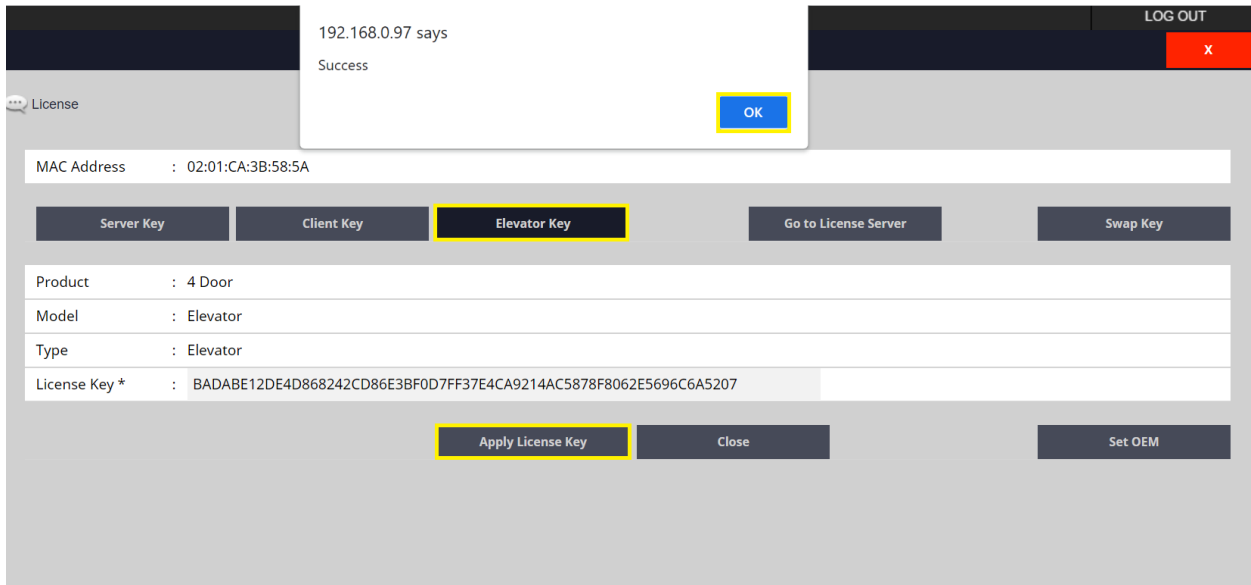 LOG OUT
192.168.0.97 says
X
Success
OK
License
MAC Address : 02:01:CA:3B:58:5A
Server Key Client Key Elevator Key Go to License Server Swap Key
Product : 4 Door
Model : Elevator
Type : Elevator
License Key * : BADABE12DE4D868242CD86E3BF0D7FF37E4CA9214AC5878F8062E5696C6A5207
Apply License Key Close Set OEM